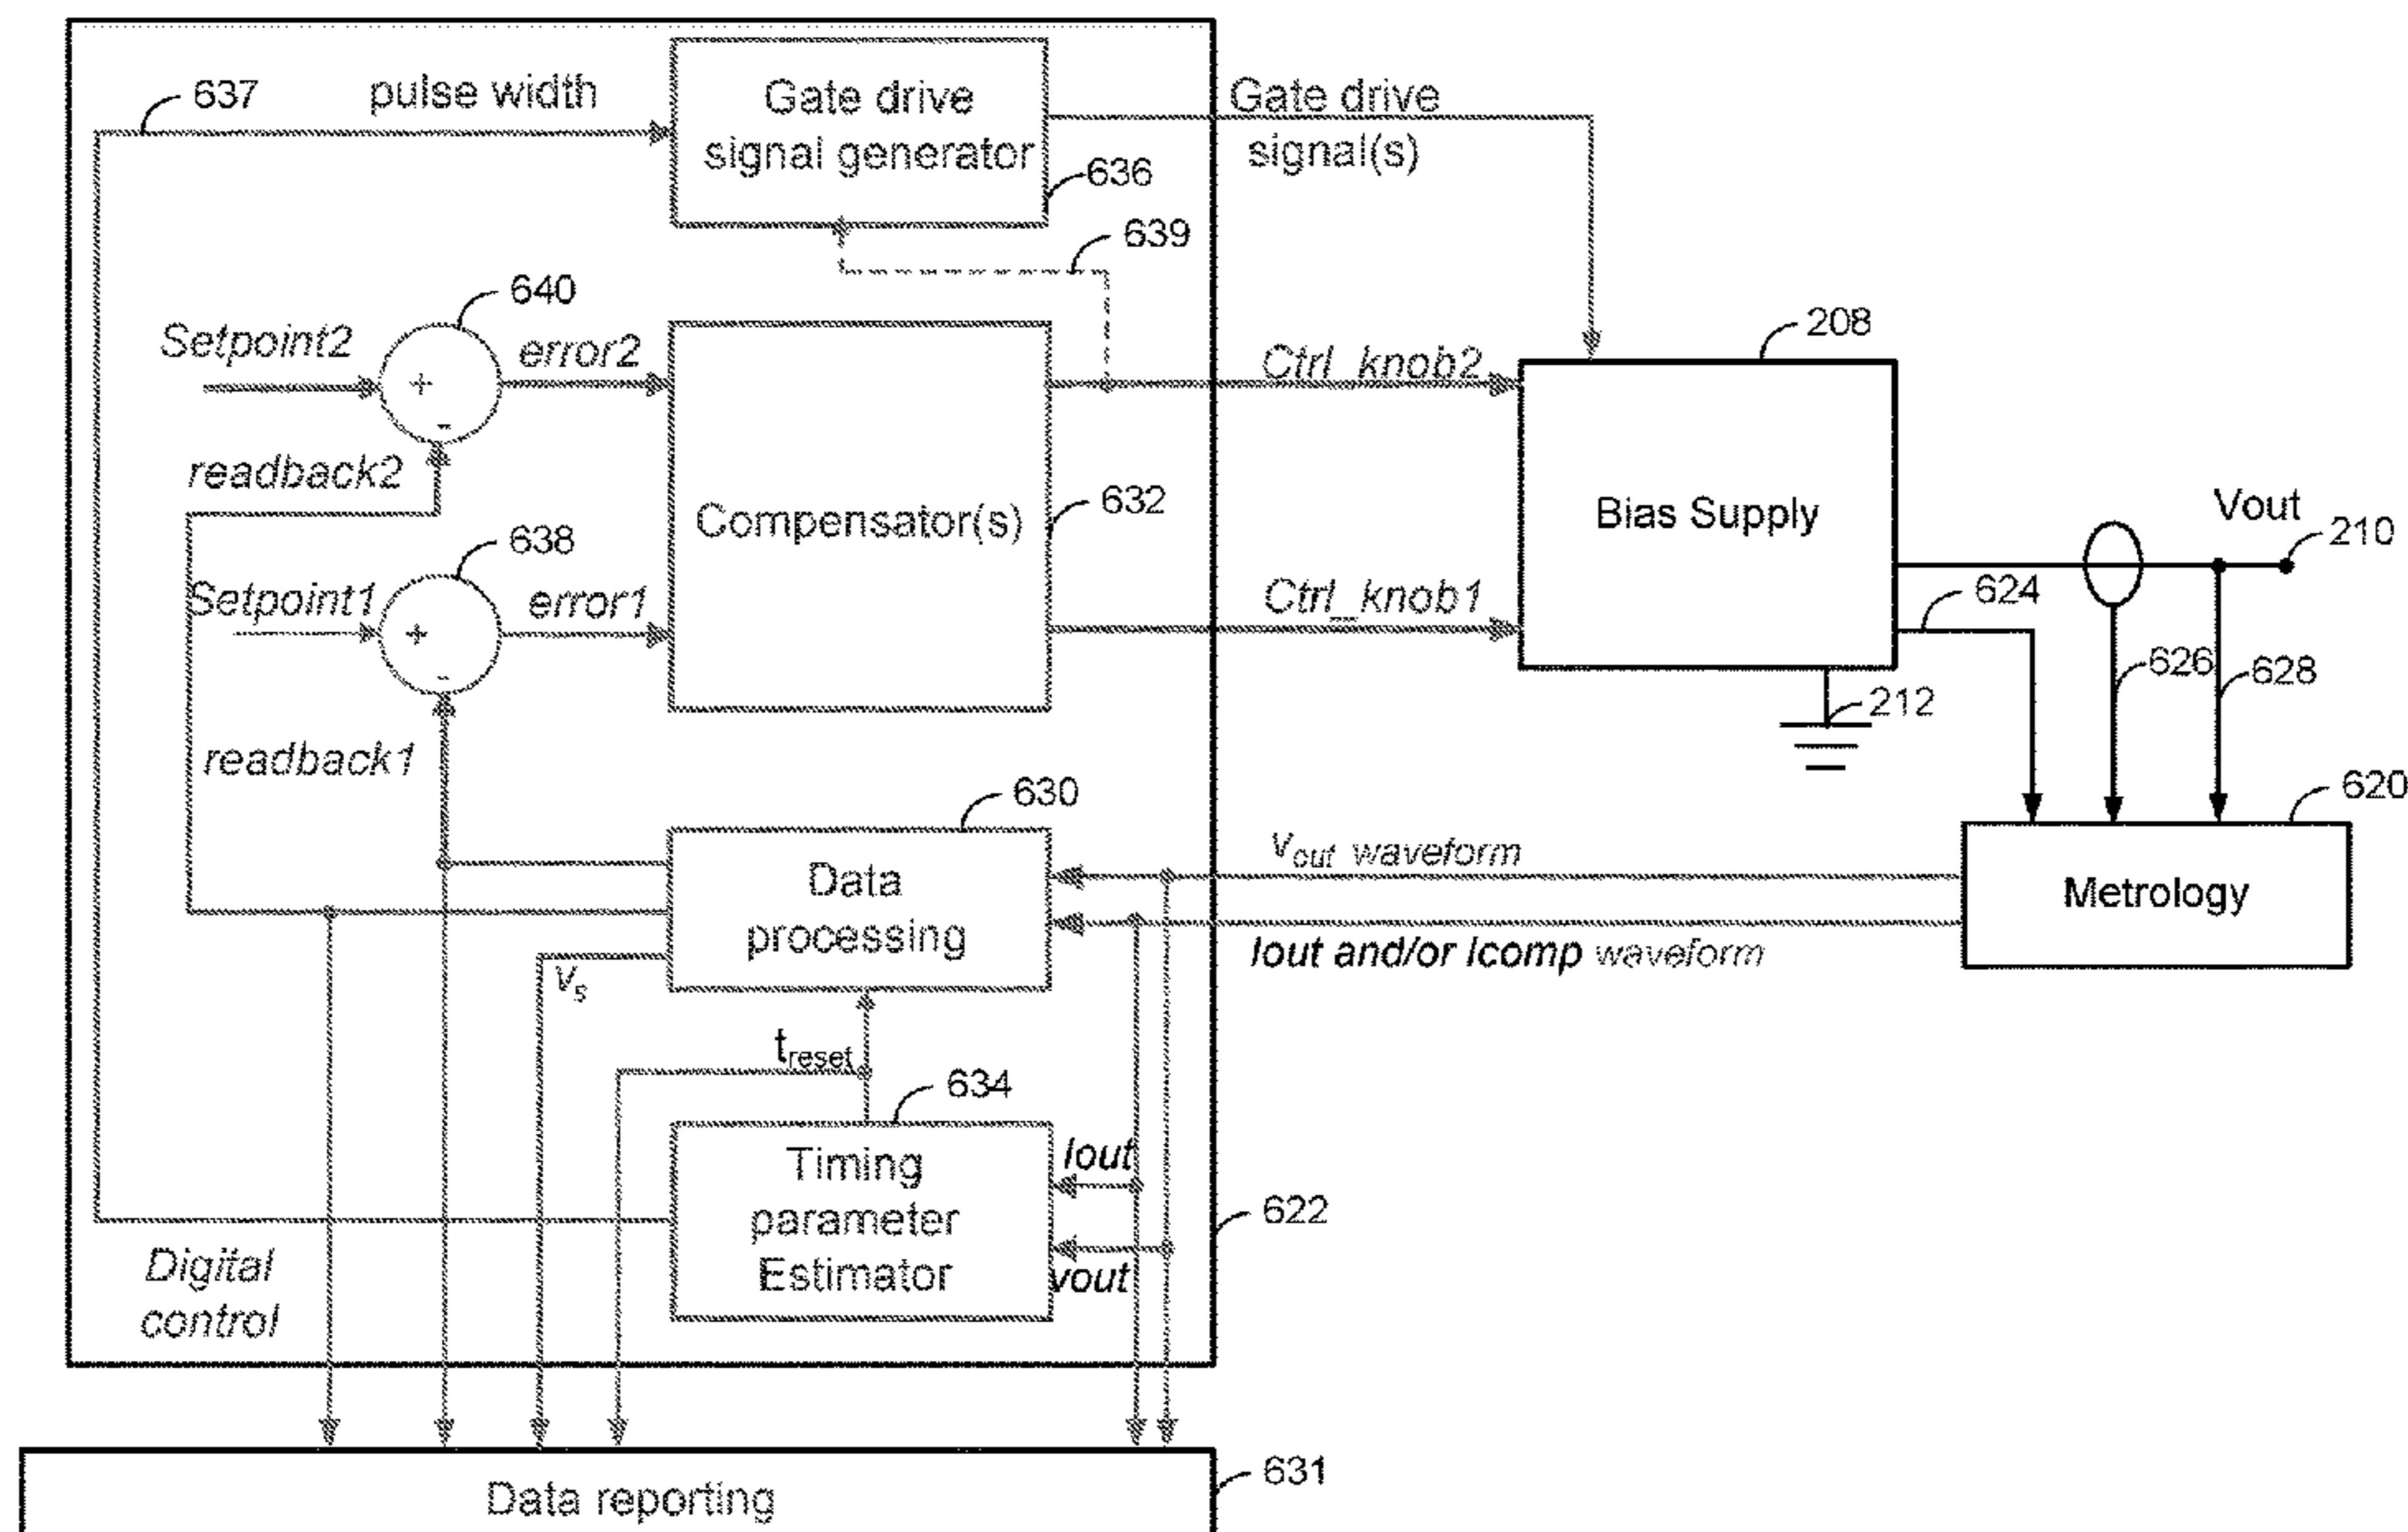 637
pulse width
Gate drive
signal generator
636
Gate drive
signal(s)
639
640
Setpoint2
+
-
error2
readback2
Ctrl_knob2
208
638
Setpoint1
+
-
error1
readback1
Compensator(s)
632
Ctrl_knob1
Bias Supply
Vout
210
624
626
628
212
620
Metrology
630
Data
processing
vout waveform
Iout and/or Icomp waveform
vs
treset
634
Timing
parameter
Estimator
Iout
vout
622
Digital
control
631
Data reporting